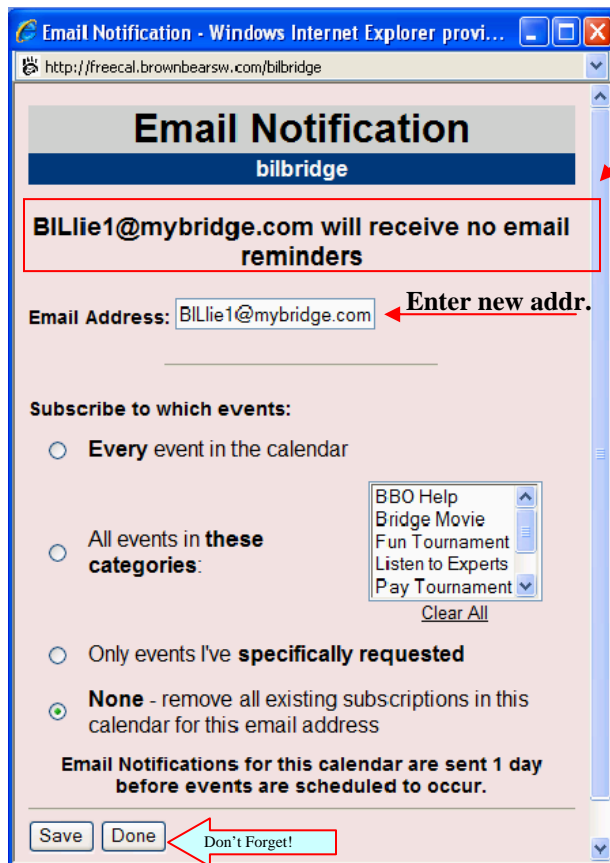 Email Notification - Windows Internet Explorer provi...
http://freecal.brownbearsw.com/bilbridge
Email Notification
bilbridge
BILlie1@mybridge.com will receive no email
reminders
Email Address: BILlie1@mybridge.com Enter new addr.
Subscribe to which events:
Every event in the calendar
All events in these
categories:
BBO Help
Bridge Movie
Fun Tournament
Listen to Experts
Pay Tournament
Clear All
Only events I've specifically requested
None - remove all existing subscriptions in this
calendar for this email address
Email Notifications for this calendar are sent 1 day
before events are scheduled to occur.
Save Done Don't Forget!